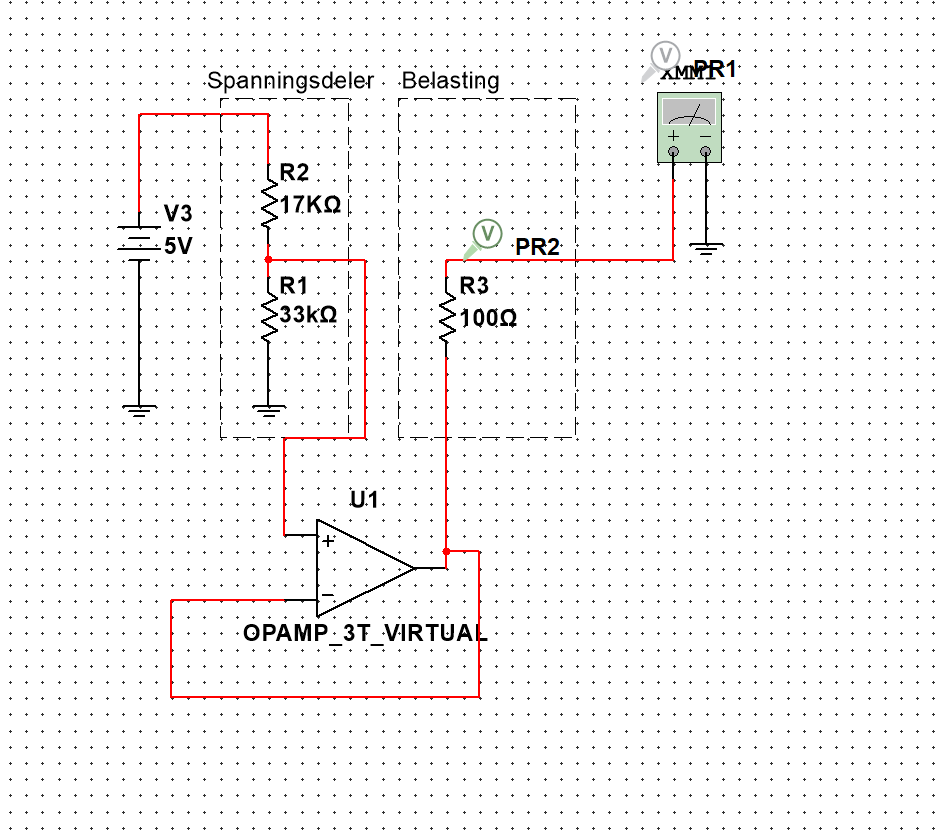 Spanningsdeler
Belasting
V
XMM1
PR1
+ −
R2
17KΩ
V3
5V
V
PR2
R1
33kΩ
R3
100Ω
U1
+
−
OPAMP_3T_VIRTUAL